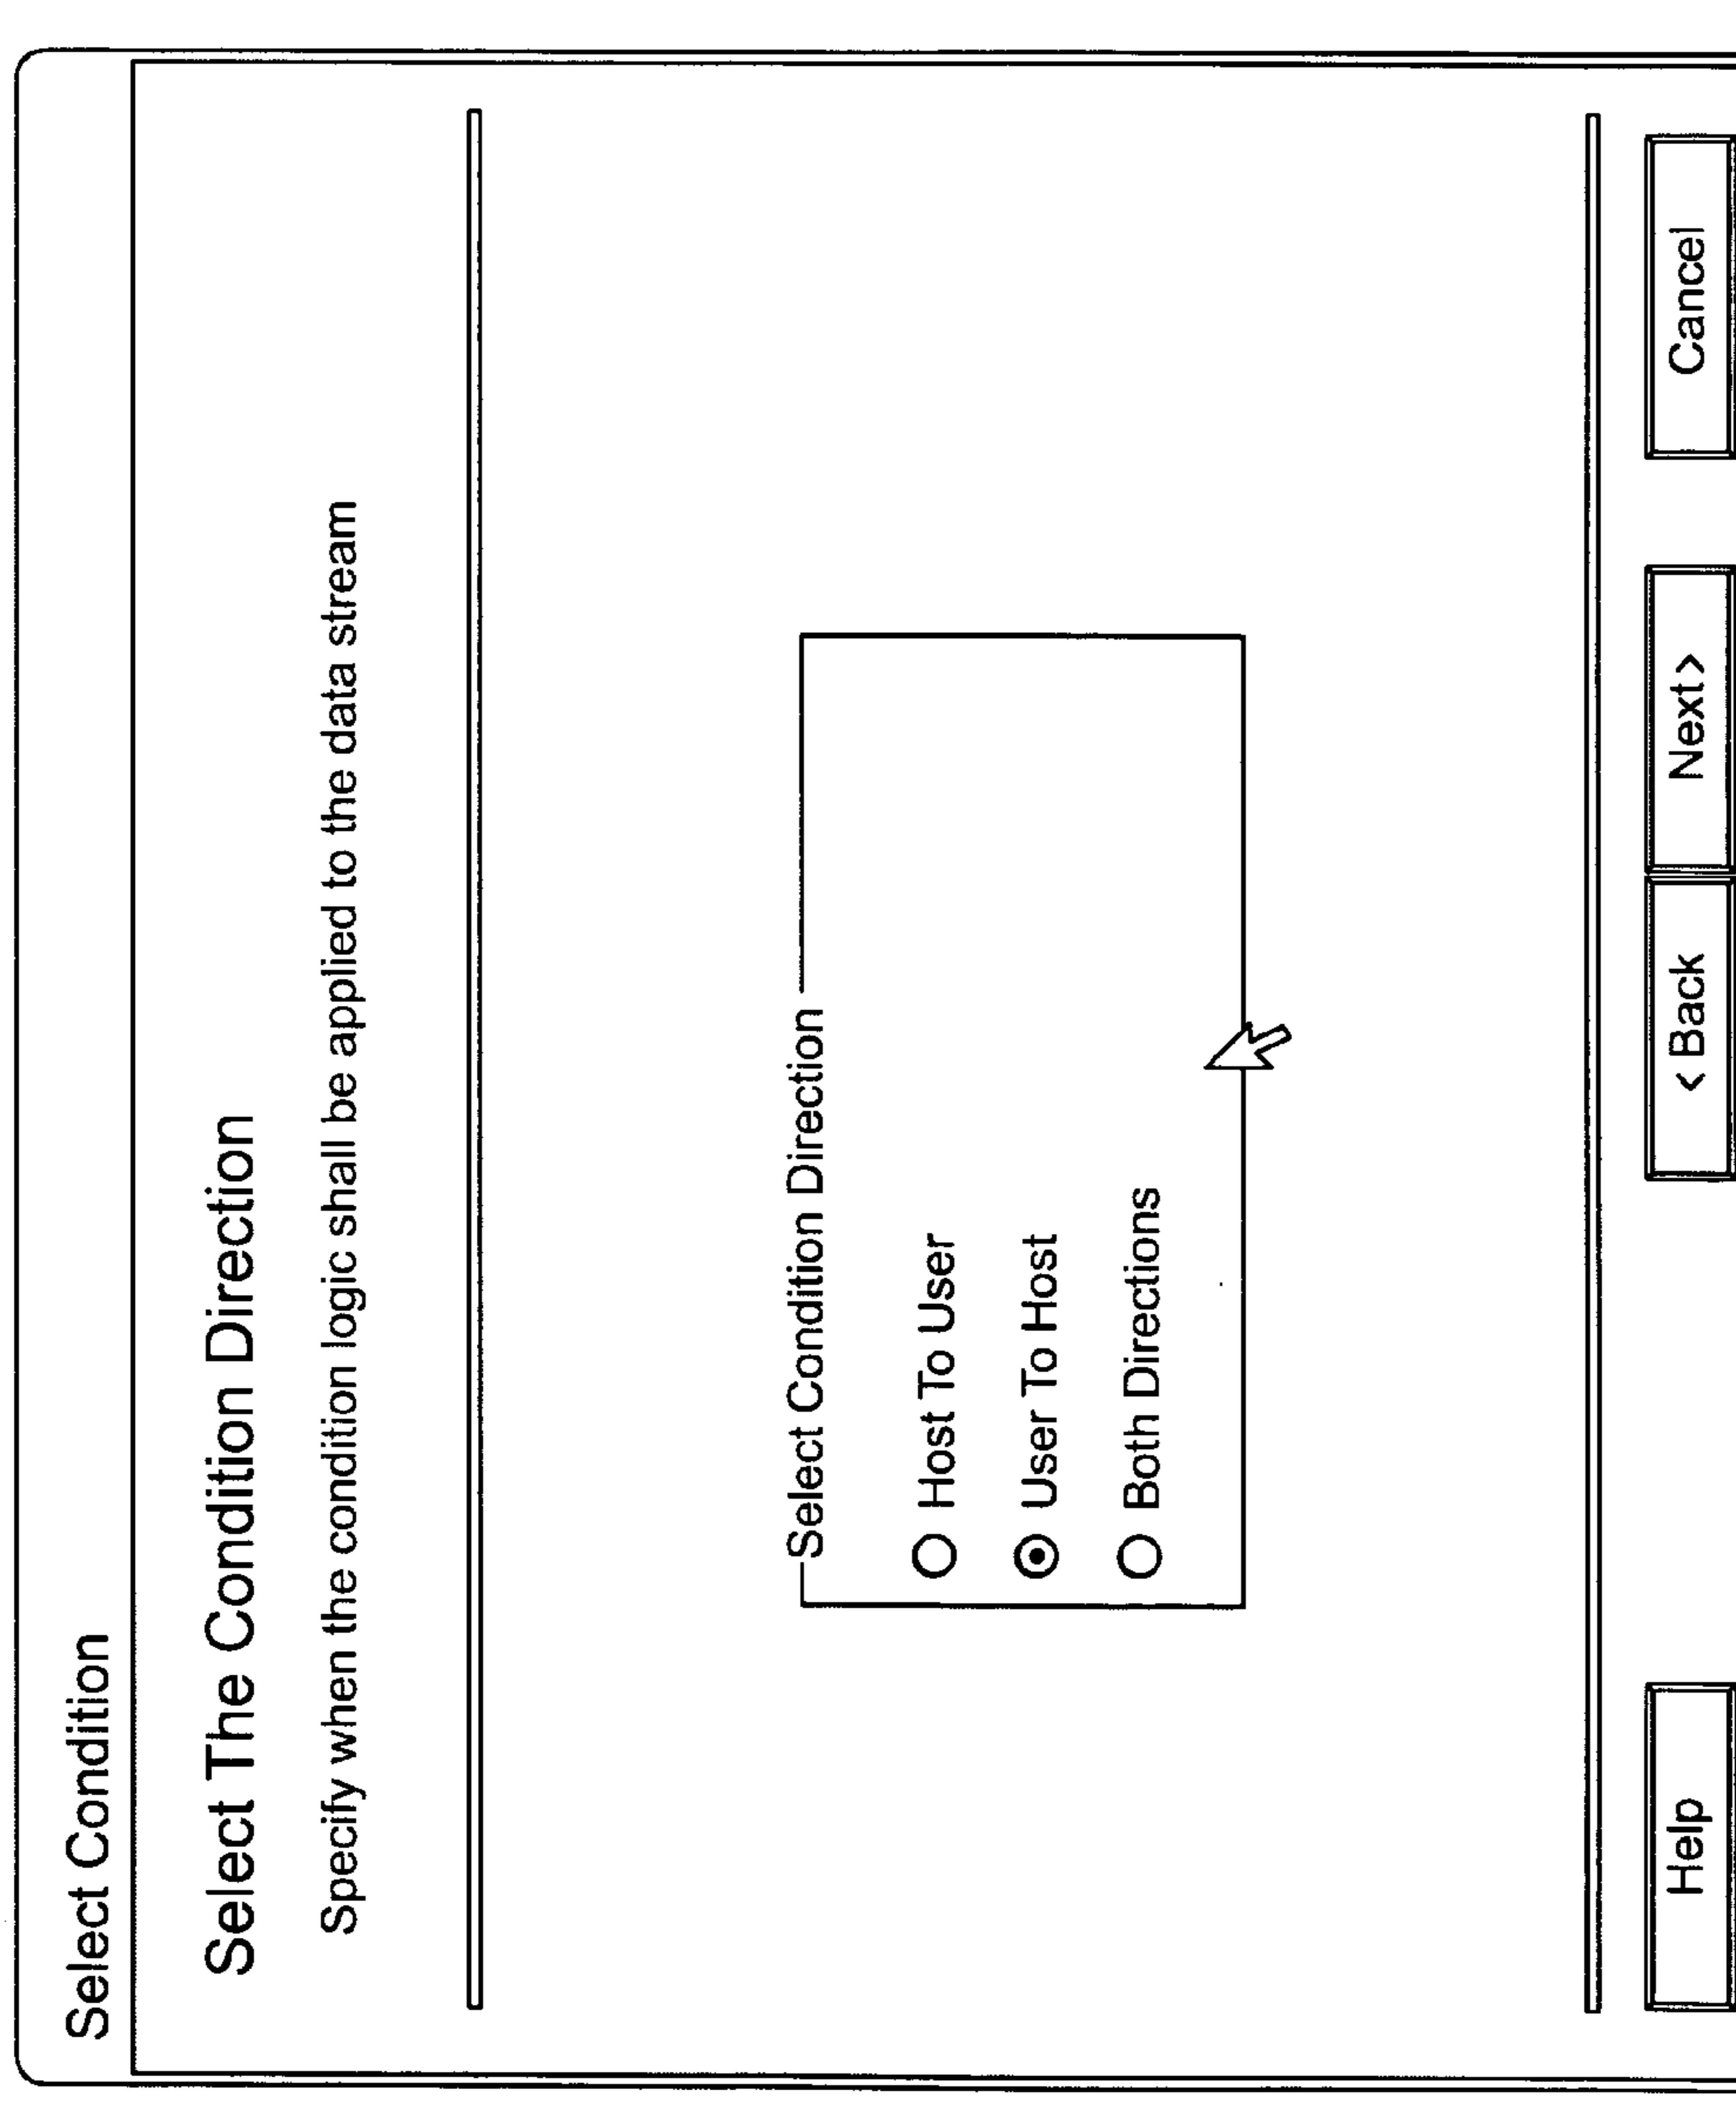 Select Condition
Select The Condition Direction
Specify when the condition logic shall be applied to the data stream
Select Condition Direction
Host To User
User To Host
Both Directions
Help
< Back
Next>
Cancel